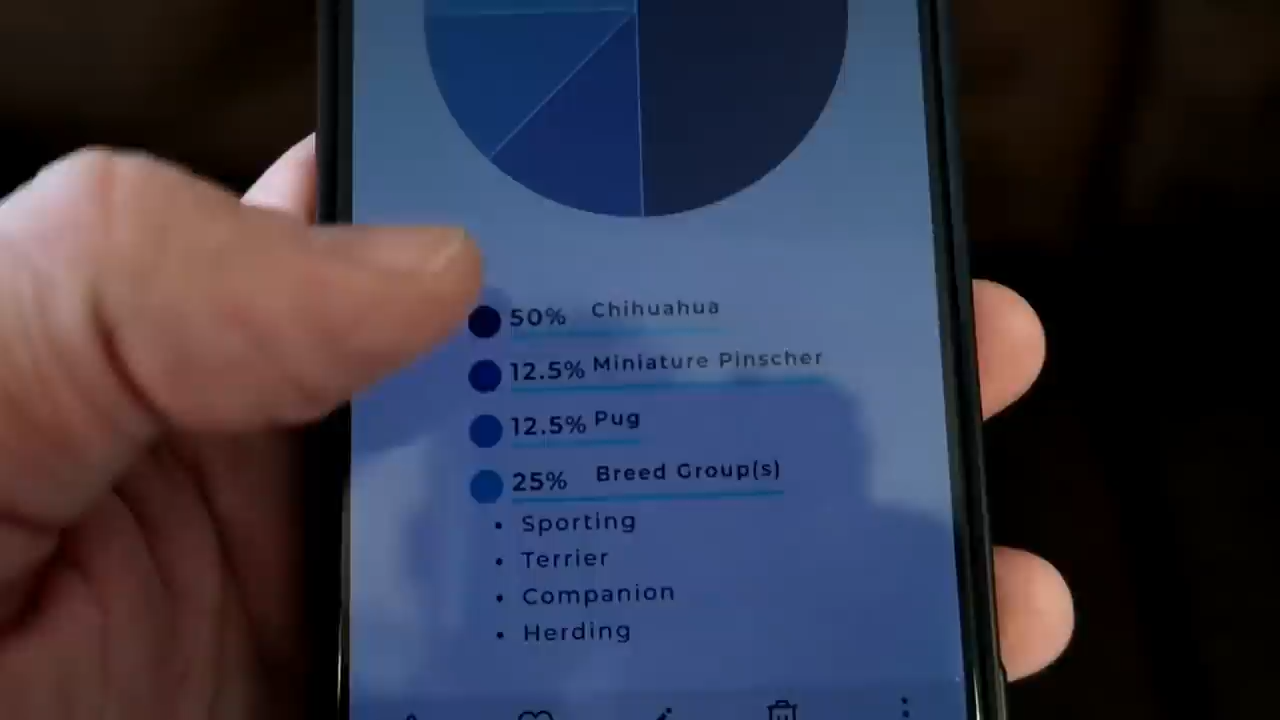 50% Chihuahua
12.5% Miniature Pinscher
12.5% Pug
25% Breed Group(s)
• Sporting
• Terrier
• Companion
• Herding